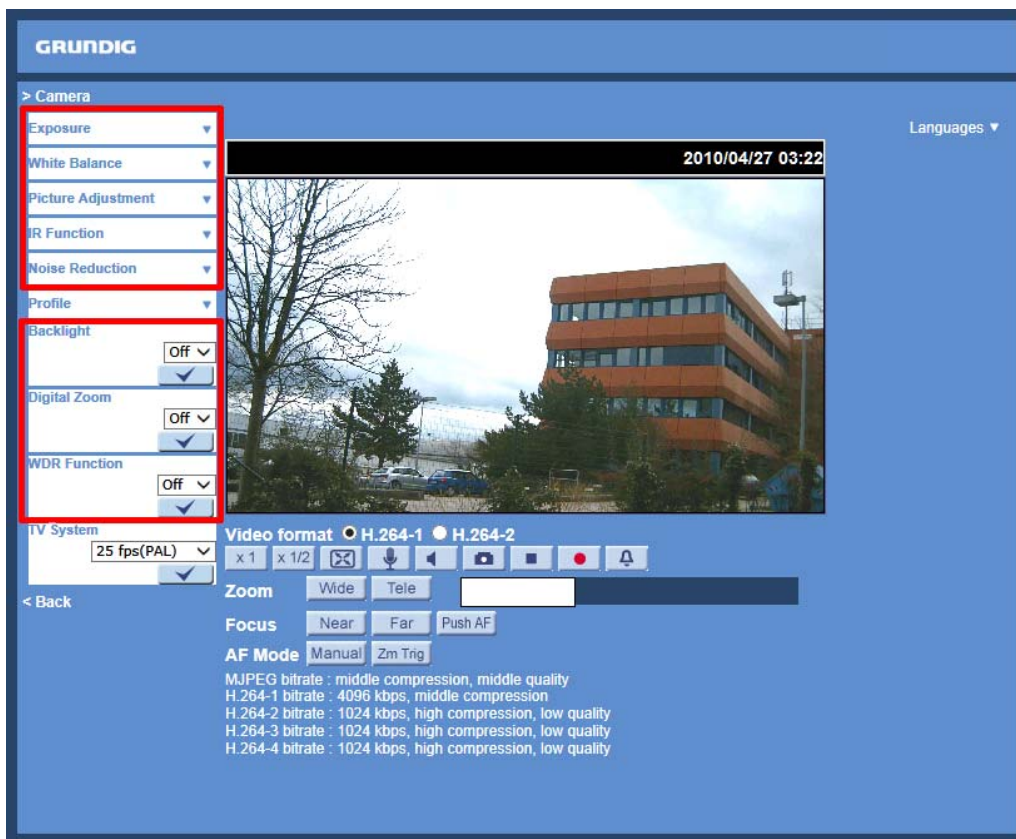 GRUNDIG
> Camera
Languages ▼
Exposure ▼
White Balance ▼
Picture Adjustment ▼
IR Function ▼
Noise Reduction ▼
Profile ▼
Backlight
Off
Digital Zoom
Off
WDR Function
Off
TV System
25 fps(PAL)
< Back
2010/04/27 03:22
Video format H.264-1 H.264-2
x 1 x 1/2
Zoom Wide Tele
Focus Near Far Push AF
AF Mode Manual Zm Trig
MJPEG bitrate : middle compression, middle quality
H.264-1 bitrate : 4096 kbps, middle compression
H.264-2 bitrate : 1024 kbps, high compression, low quality
H.264-3 bitrate : 1024 kbps, high compression, low quality
H.264-4 bitrate : 1024 kbps, high compression, low quality